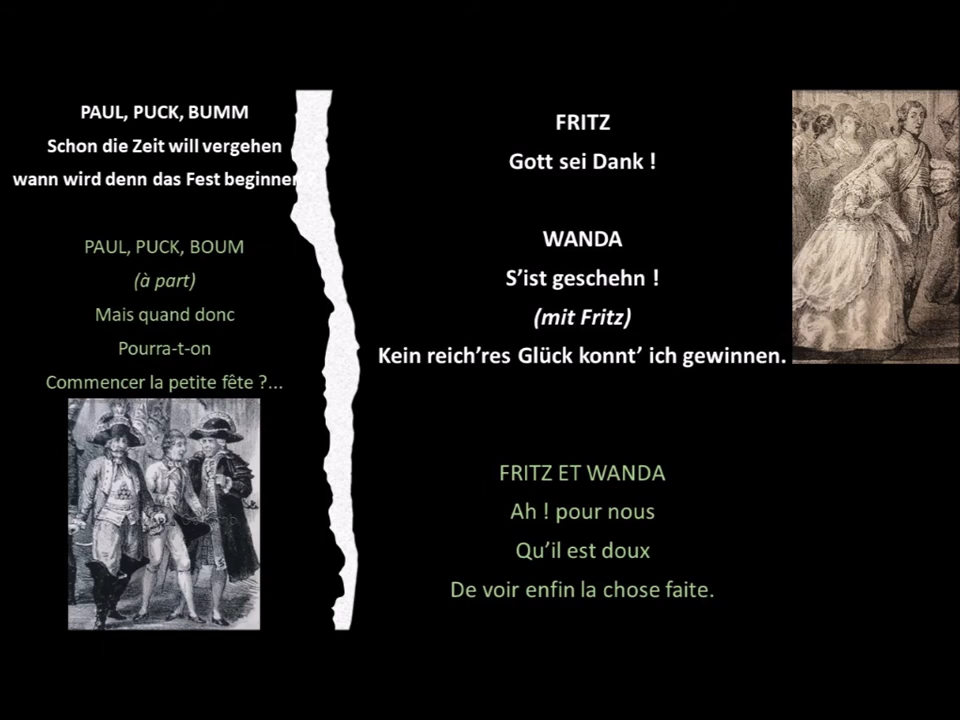 PAUL, PUCK, BUMM
Schon die Zeit will vergehen
wann wird denn das Fest beginnen ?
PAUL, PUCK, BOUM
(à part)
Mais quand donc
Pourra-t-on
Commencer la petite fête ?...
FRITZ
Gott sei Dank !
WANDA
S’ist geschehn !
(mit Fritz)
Kein reich’res Glück konnt’ ich gewinnen.
FRITZ ET WANDA
Ah ! pour nous
Qu’il est doux
De voir enfin la chose faite.